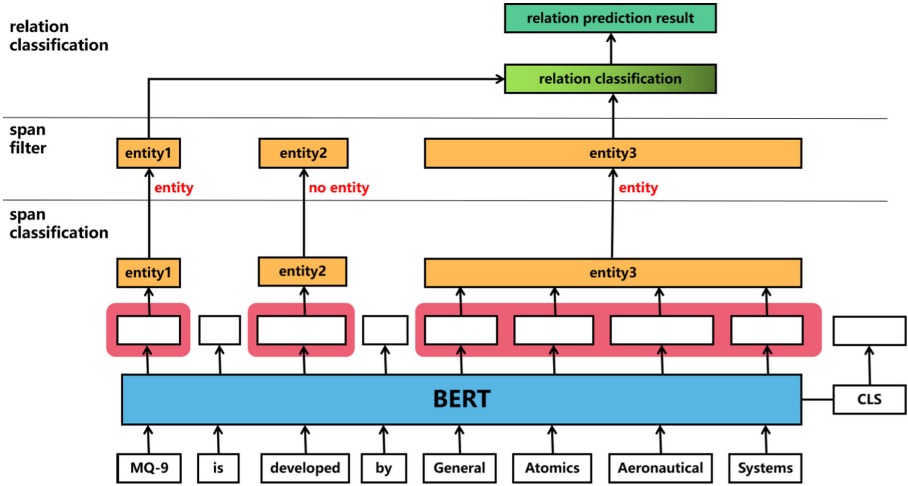 relation
classification
relation prediction result
relation classification
span
filter
entity1
entity2
entity3
entity
no entity
entity
span
classification
entity1
entity2
entity3
BERT
CLS
MQ-9
is
developed
by
General
Atomics
Aeronautical
Systems